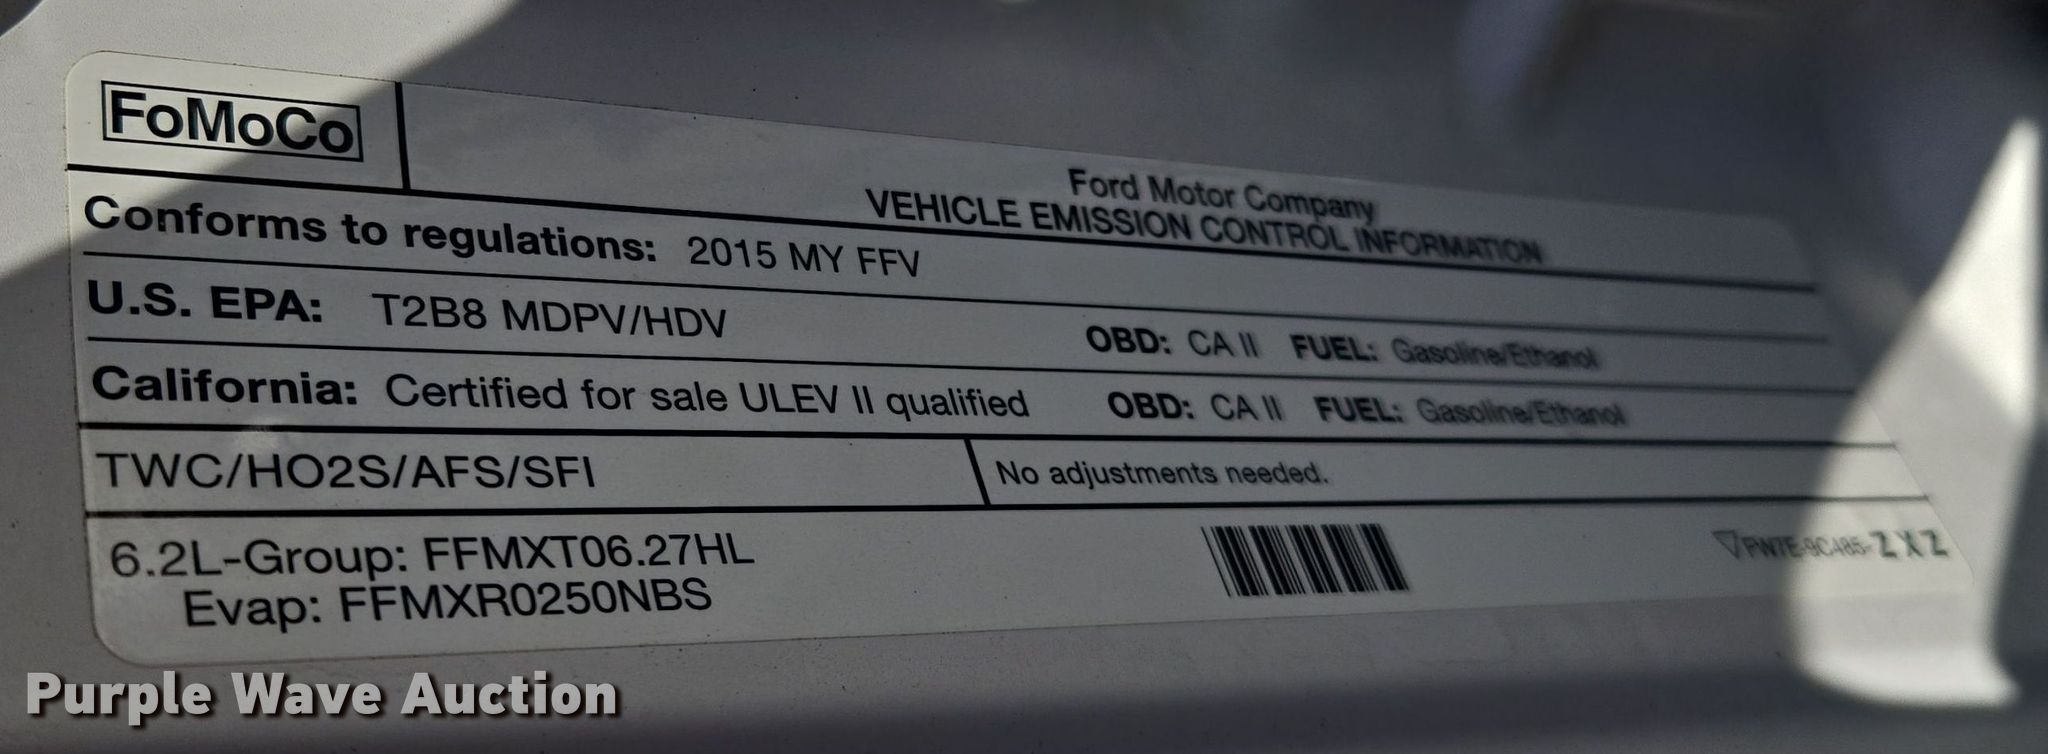 FoMoCo
Ford Motor Company
VEHICLE EMISSION CONTROL INFORMATION
Conforms to regulations: 2015 MY FFV
U.S. EPA: T2B8 MDPV/HDV OBD: CA II FUEL: Gasoline/Ethanol
California: Certified for sale ULEV II qualified OBD: CA II FUEL: Gasoline/Ethanol
TWC/HO2S/AFS/SFI No adjustments needed.
6.2L-Group: FFMXT06.27HL
Evap: FFMXR0250NBS
ZXZ
Purple Wave Auction